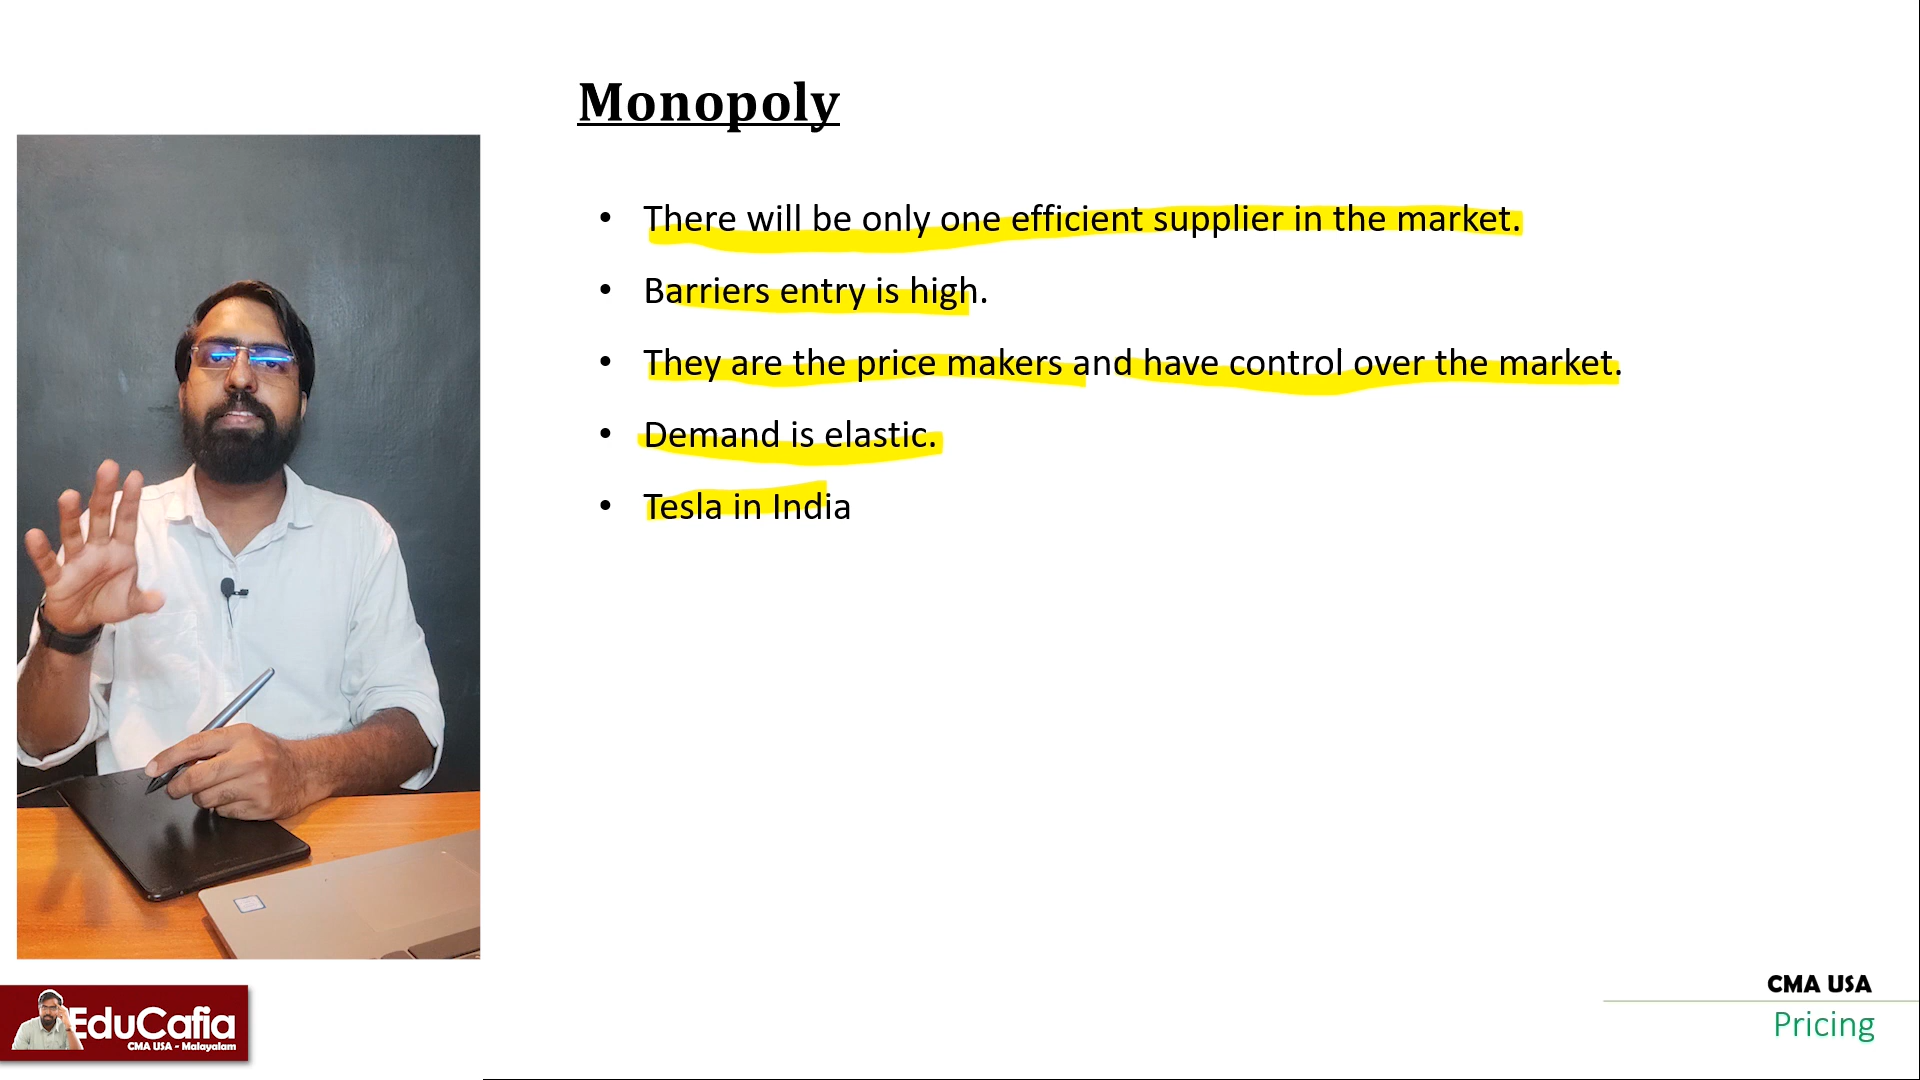 Monopoly
• There will be only one efficient supplier in the market.
• Barriers entry is high.
• They are the price makers and have control over the market.
• Demand is elastic.
• Tesla in India
EduCafia
CMA USA - Malayalam
CMA USA
Pricing